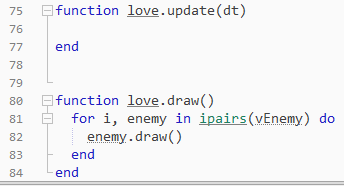 75 function love.update(dt)
76
77 end
78
79
80 function love.draw()
81 for i, enemy in ipairs(vEnemy) do
82 enemy.draw()
83 end
84 end